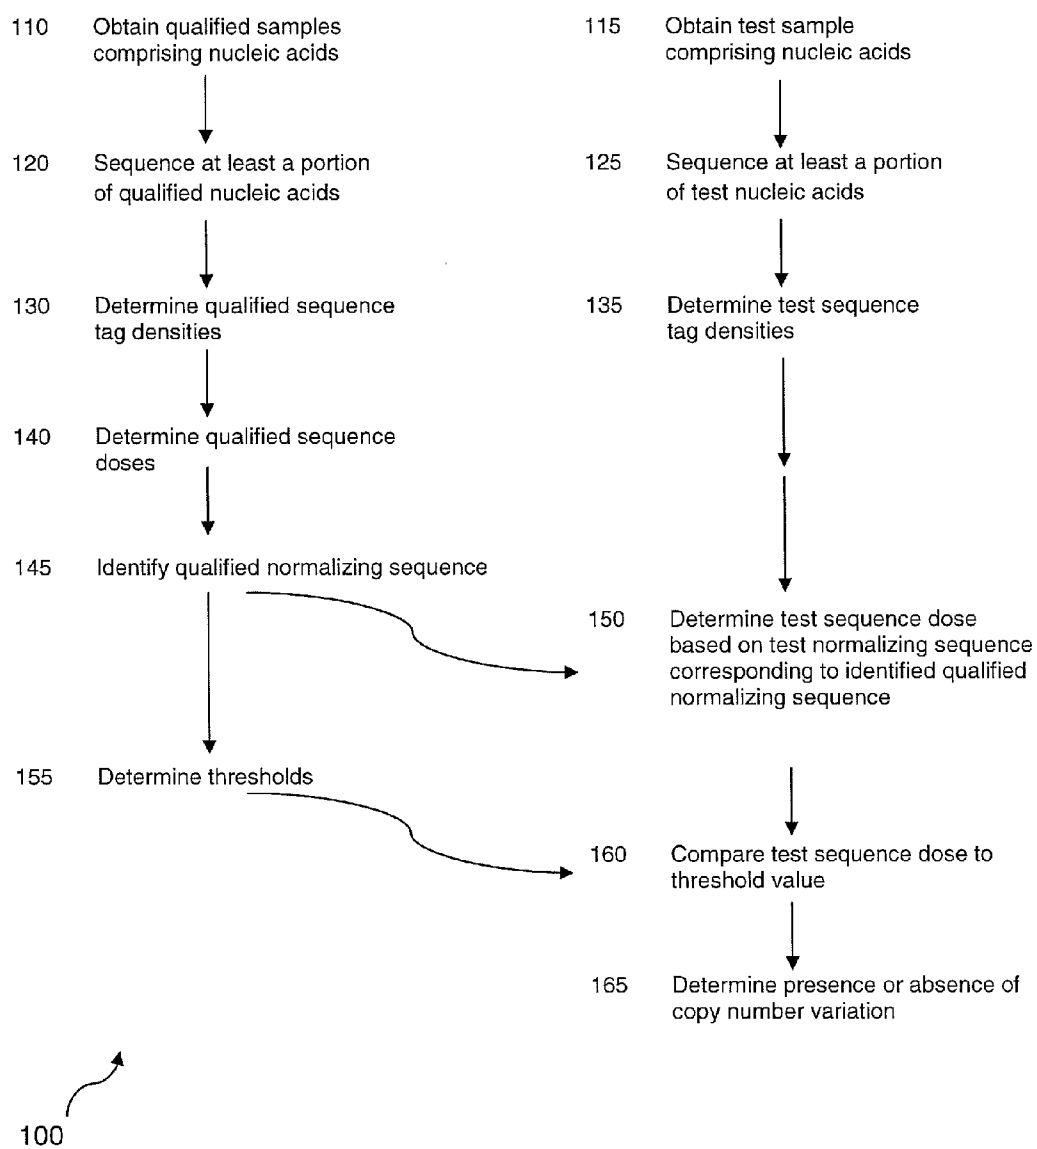 110 Obtain qualified samples
comprising nucleic acids
115 Obtain test sample
comprising nucleic acids
120 Sequence at least a portion
of qualified nucleic acids
125 Sequence at least a portion
of test nucleic acids
130 Determine qualified sequence
tag densities
135 Determine test sequence
tag densities
140 Determine qualified sequence
doses
145 Identify qualified normalizing sequence
150 Determine test sequence dose
based on test normalizing sequence
corresponding to identified qualified
normalizing sequence
155 Determine thresholds
160 Compare test sequence dose to
threshold value
165 Determine presence or absence of
copy number variation
100